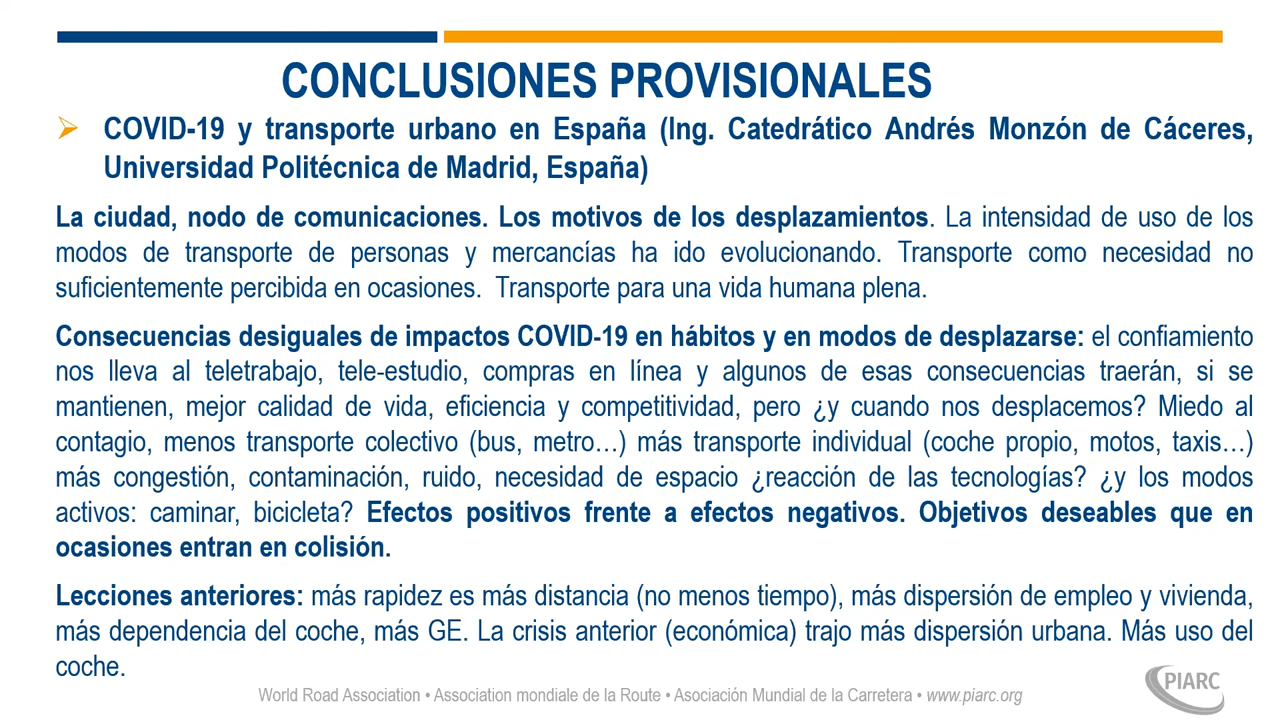 CONCLUSIONES PROVISIONALES
COVID-19 y transporte urbano en España (Ing. Catedrático Andrés Monzón de Cáceres,
Universidad Politécnica de Madrid, España)
La ciudad, nodo de comunicaciones. Los motivos de los desplazamientos. La intensidad de uso de los
modos de transporte de personas y mercancías ha ido evolucionando. Transporte como necesidad no
suficientemente percibida en ocasiones. Transporte para una vida humana plena.
Consecuencias desiguales de impactos COVID-19 en hábitos y en modos de desplazarse: el confiamiento
nos lleva al teletrabajo, tele-estudio, compras en línea y algunos de esas consecuencias traerán, si se
mantienen, mejor calidad de vida, eficiencia y competitividad, pero ¿y cuando nos desplacemos? Miedo al
contagio, menos transporte colectivo (bus, metro…) más transporte individual (coche propio, motos, taxis…)
más congestión, contaminación, ruido, necesidad de espacio ¿reacción de las tecnologías? ¿y los modos
activos: caminar, bicicleta? Efectos positivos frente a efectos negativos. Objetivos deseables que en
ocasiones entran en colisión.
Lecciones anteriores: más rapidez es más distancia (no menos tiempo), más dispersión de empleo y vivienda,
más dependencia del coche, más GE. La crisis anterior (económica) trajo más dispersión urbana. Más uso del
coche.
World Road Association • Association mondiale de la Route • Asociación Mundial de la Carretera • www.piarc.org
PIARC